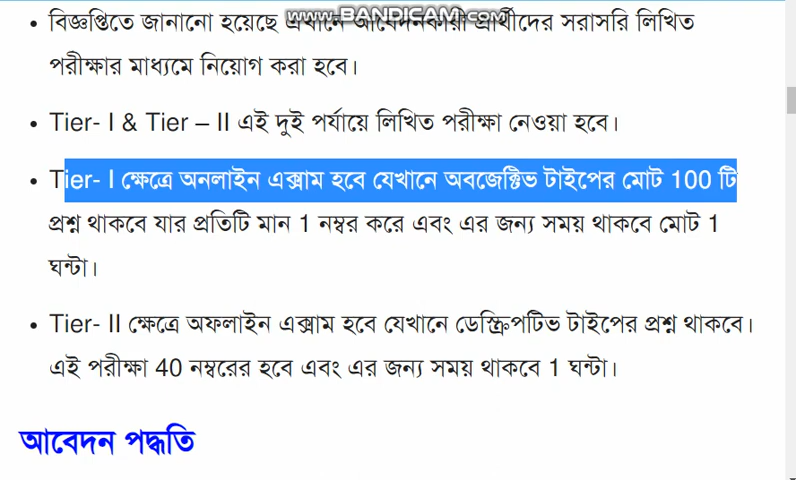 www.BANDICAM.com
• বিজ্ঞপ্তিতে জানানো হয়েছে এখানে আবেদনকারী প্রার্থীদের সরাসরি লিখিত
পরীক্ষার মাধ্যমে নিয়োগ করা হবে।
• Tier- I & Tier – II এই দুই পর্যায়ে লিখিত পরীক্ষা নেওয়া হবে।
• Tier- I ক্ষেত্রে অনলাইন এক্সাম হবে যেখানে অবজেক্টিভ টাইপের মোট 100 টি
প্রশ্ন থাকবে যার প্রতিটি মান 1 নম্বর করে এবং এর জন্য সময় থাকবে মোট 1
ঘন্টা।
• Tier- II ক্ষেত্রে অফলাইন এক্সাম হবে যেখানে ডেস্ক্রিপটিভ টাইপের প্রশ্ন থাকবে।
এই পরীক্ষা 40 নম্বরের হবে এবং এর জন্য সময় থাকবে 1 ঘন্টা।
আবেদন পদ্ধতি